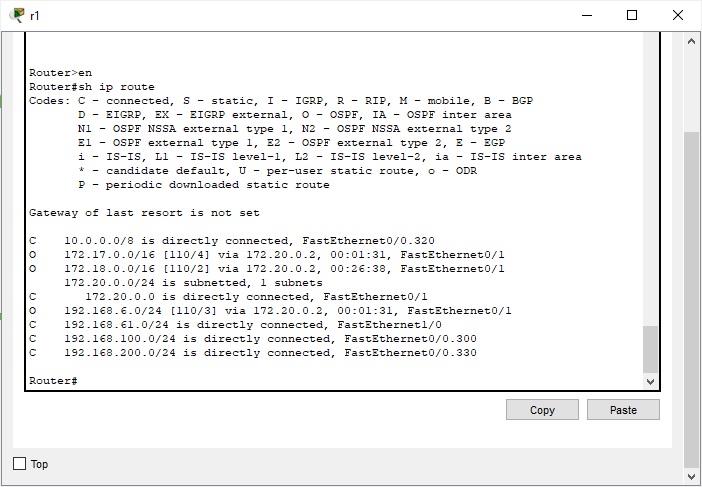 r1
Router>en
Router#sh ip route
Codes: C - connected, S - static, I - IGRP, R - RIP, M - mobile, B - BGP
D - EIGRP, EX - EIGRP external, O - OSPF, IA - OSPF inter area
N1 - OSPF NSSA external type 1, N2 - OSPF NSSA external type 2
E1 - OSPF external type 1, E2 - OSPF external type 2, E - EGP
i - IS-IS, L1 - IS-IS level-1, L2 - IS-IS level-2, ia - IS-IS inter area
* - candidate default, U - per-user static route, o - ODR
P - periodic downloaded static route
Gateway of last resort is not set
C 10.0.0.0/8 is directly connected, FastEthernet0/0.320
O 172.17.0.0/16 [110/4] via 172.20.0.2, 00:01:31, FastEthernet0/1
O 172.18.0.0/16 [110/2] via 172.20.0.2, 00:26:38, FastEthernet0/1
172.20.0.0/24 is subnetted, 1 subnets
C 172.20.0.0 is directly connected, FastEthernet0/1
O 192.168.6.0/24 [110/3] via 172.20.0.2, 00:01:31, FastEthernet0/1
C 192.168.61.0/24 is directly connected, FastEthernet1/0
C 192.168.100.0/24 is directly connected, FastEthernet0/0.300
C 192.168.200.0/24 is directly connected, FastEthernet0/0.330
Router#
Copy Paste
Top